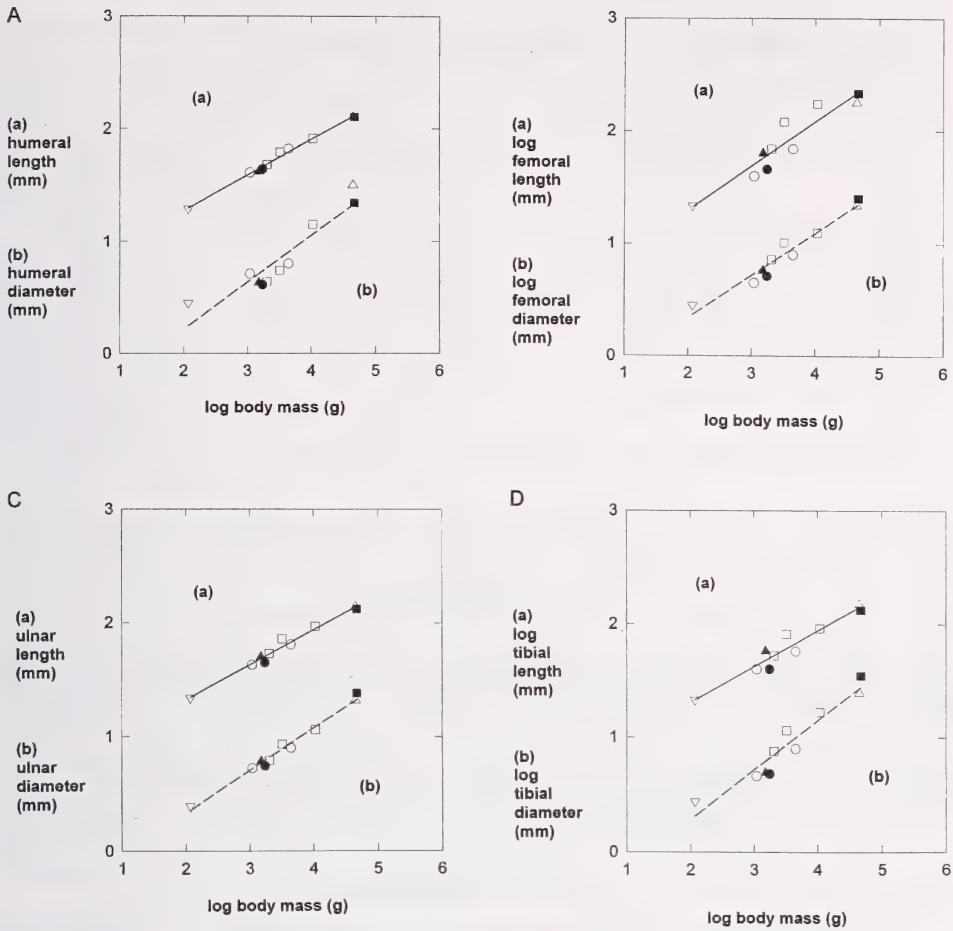 A
3
2
1
0
(a)
humeral
length
(mm)
(b)
humeral
diameter
(mm)
(a)
(b)
1 2 3 4 5 6
log body mass (g)
3
2
1
0
(a)
log
femoral
length
(mm)
(b)
log
femoral
diameter
(mm)
(a)
(b)
1 2 3 4 5 6
log body mass (g)
C
3
2
1
0
(a)
ulnar
length
(mm)
(b)
ulnar
diameter
(mm)
(a)
(b)
1 2 3 4 5 6
log body mass (g)
D
3
2
1
0
(a)
log
tibial
length
(mm)
(b)
log
tibial
diameter
(mm)
(a)
(b)
1 2 3 4 5 6
log body mass (g)